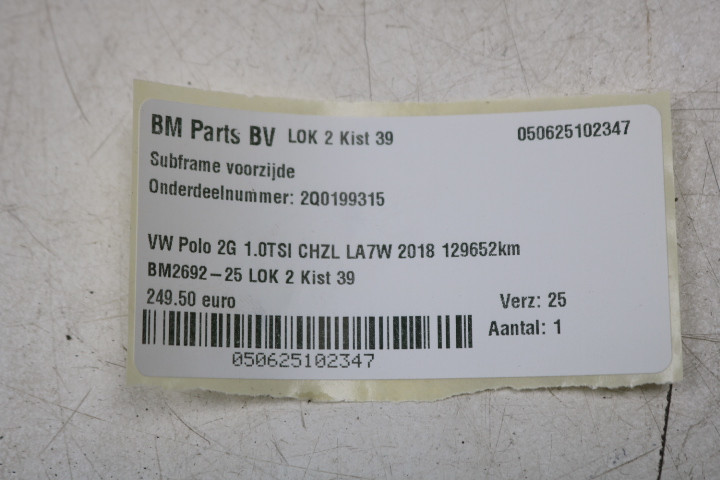 BM Parts BV LOK 2 Kist 39 050625102347
Subframe voorzijde
Onderdeelnummer: 2Q0199315
VW Polo 2G 1.0TSI CHZL LA7W 2018 129652km
BM2692-25 LOK 2 Kist 39
249.50 euro Verz: 25
Aantal: 1
050625102347